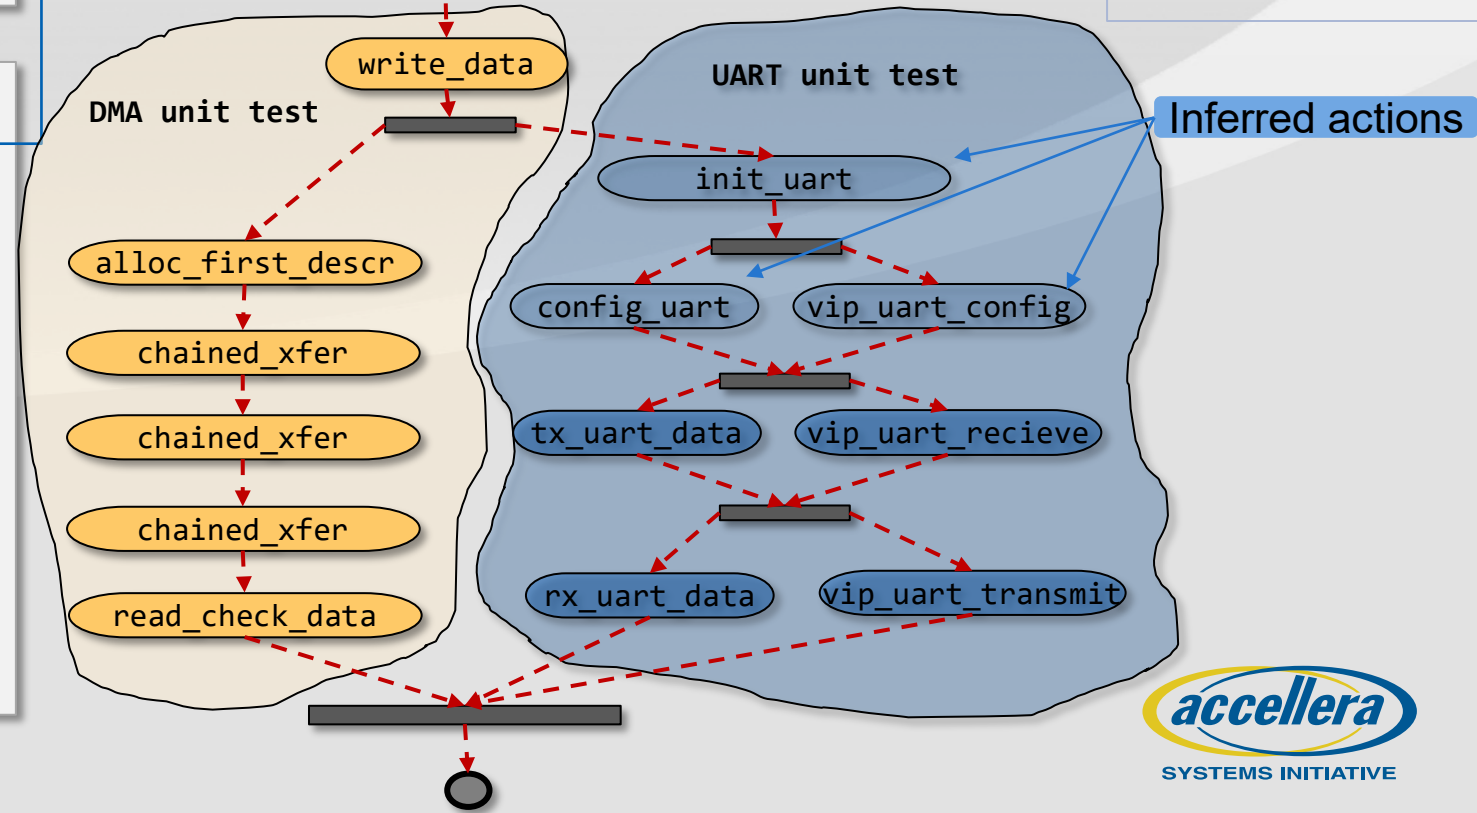 write_data
DMA unit test
UART unit test
Inferred actions
init_uart
alloc_first_descr
config_uart
vip_uart_config
chained_xfer
chained_xfer
tx_uart_data
vip_uart_recieve
chained_xfer
read_check_data
rx_uart_data
vip_uart_transmit
accellera
SYSTEMS INITIATIVE